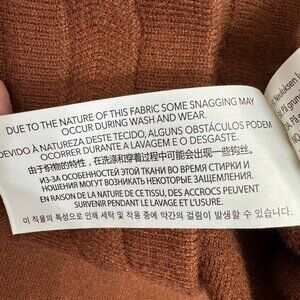 DUE TO THE NATURE OF THIS FABRIC SOME SNAGGING MAY
OCCUR DURING WASH AND WEAR.
DEVIDO À NATUREZA DESTE TECIDO, ALGUNS OBSTÁCULOS PODEM
OCORRER DURANTE A LAVAGEM E O DESGASTE.
由于织物的特性，在洗涤和穿着过程中可能会出现一些钩丝。
ИЗ-ЗА ОСОБЕННОСТЕЙ ЭТОЙ ТКАНИ ВО ВРЕМЯ СТИРКИ И
НОШЕНИЯ МОГУТ ВОЗНИКАТЬ НЕКОТОРЫЕ ЗАЩЕМЛЕНИЯ.
EN RAISON DE LA NATURE DE CE TISSU, DES ACCROCS PEUVENT
SURVENIR PENDANT LE LAVAGE ET L'USURE.
이 직물의 특성으로 인해 세탁 및 착용 중에 약간의 걸림이 발생할 수 있습니다.